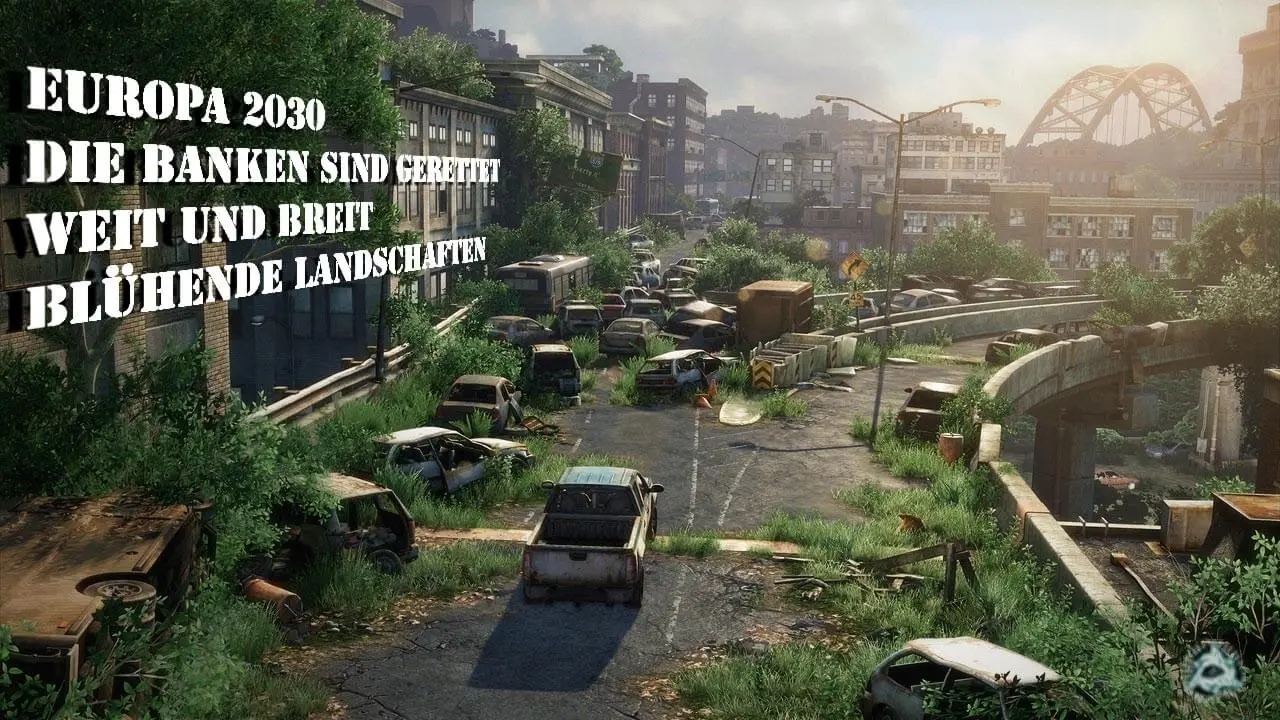 EUROPA 2030
DIE BANKEN SIND GERETTET
WEIT UND BREIT
BLÜHENDE LANDSCHAFTEN